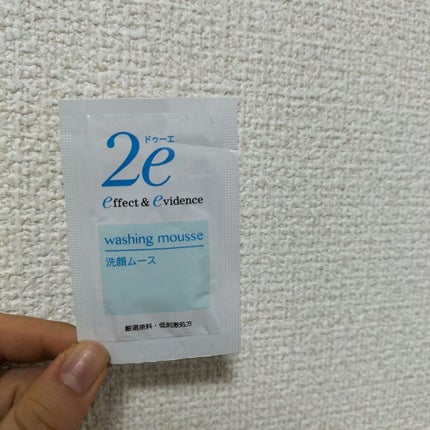 ドゥーエ
2e
effect & evidence
washing mousse
洗顔ムース
厳選原料・低刺激処方